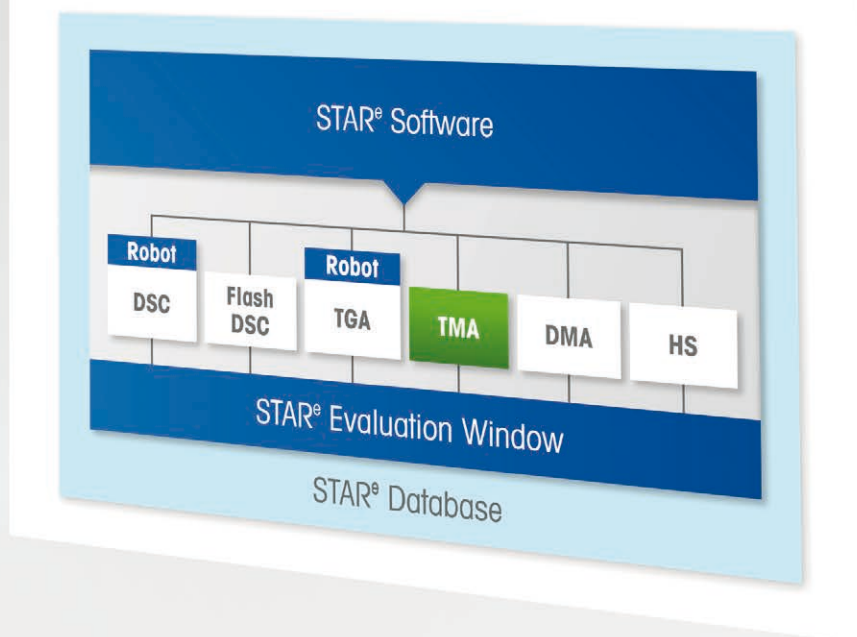 STARᵉ Software
Robot
DSC
Flash
DSC
Robot
TGA
TMA
DMA
HS
STARᵉ Evaluation Window
STARᵉ Database